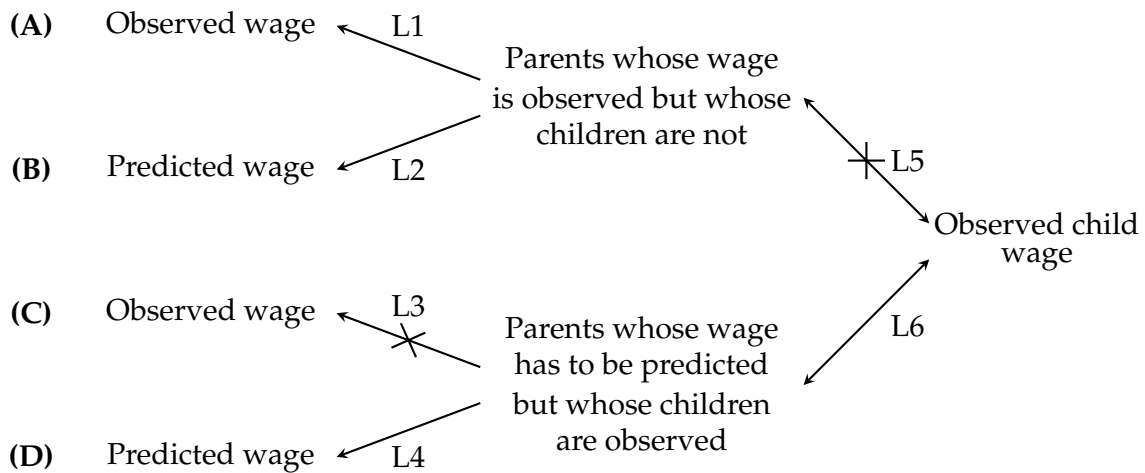 (A) Observed wage
L1
Parents whose wage
is observed but whose
children are not
(B) Predicted wage
L2
L5
Observed child
wage
(C) Observed wage
L3
L6
Parents whose wage
has to be predicted
but whose children
are observed
(D) Predicted wage
L4